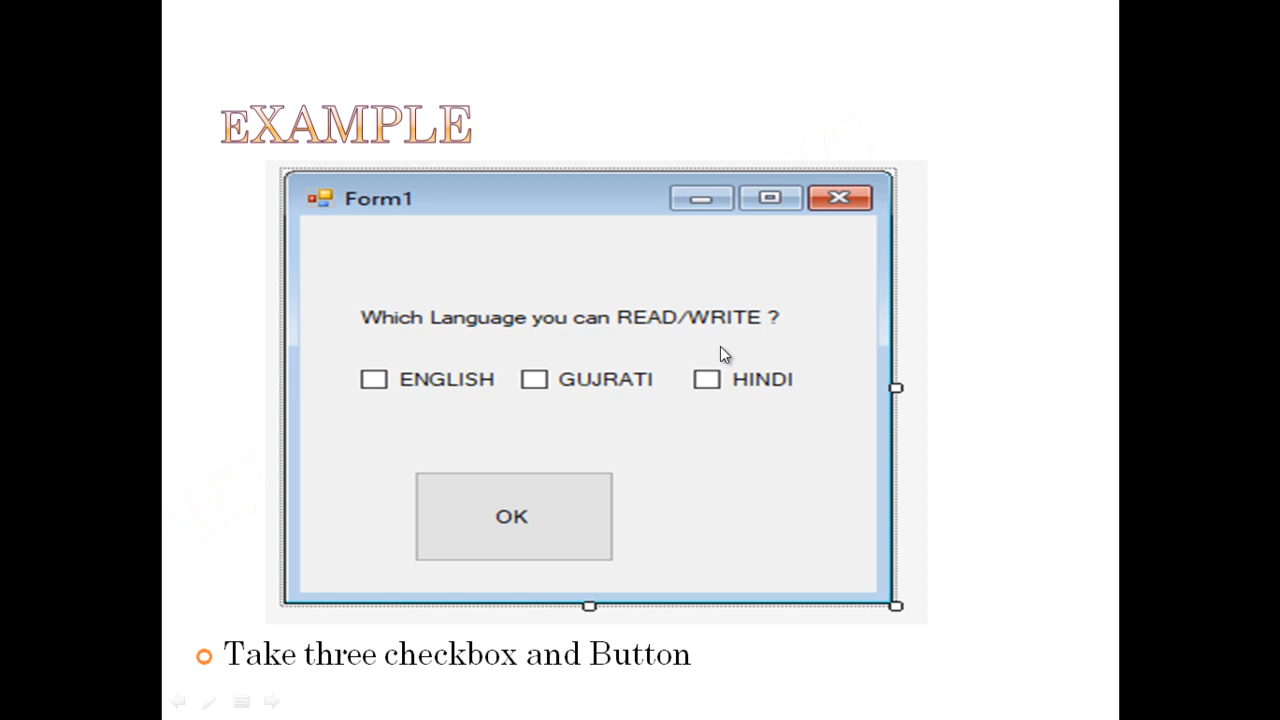 EXAMPLE
Form1
Which Language you can READ/WRITE ?
ENGLISH GUJRATI HINDI
OK
Take three checkbox and Button